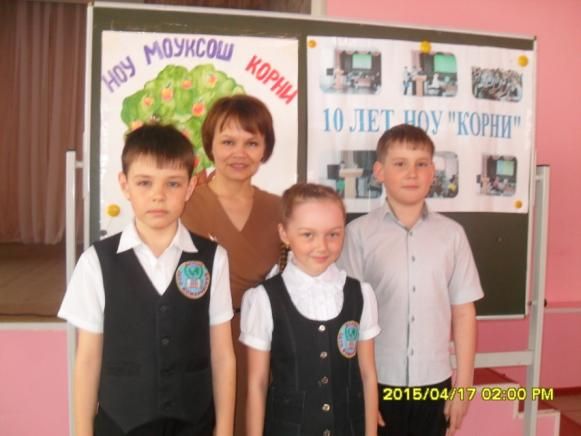 НОУ МОУКСОШ
КОРНИ
10 ЛЕТ НОУ "КОРНИ"
2015/04/17 02:00 PM